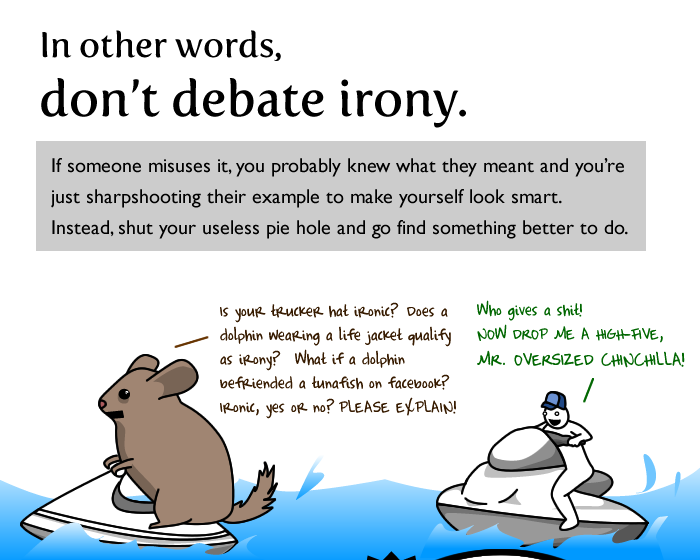 In other words,
don't debate irony.
If someone misuses it, you probably knew what they meant and you're
just sharpshooting their example to make yourself look smart.
Instead, shut your useless pie hole and go find something better to do.
Is your trucker hat ironic? Does a
dolphin wearing a life jacket qualify
as irony? What if a dolphin
befriended a tunafish on facebook?
Ironic, yes or no? PLEASE EXPLAIN!
Who gives a shit!
NOW DROP ME A HIGH-FIVE,
MR. OVERSIZED CHINCHILLA!